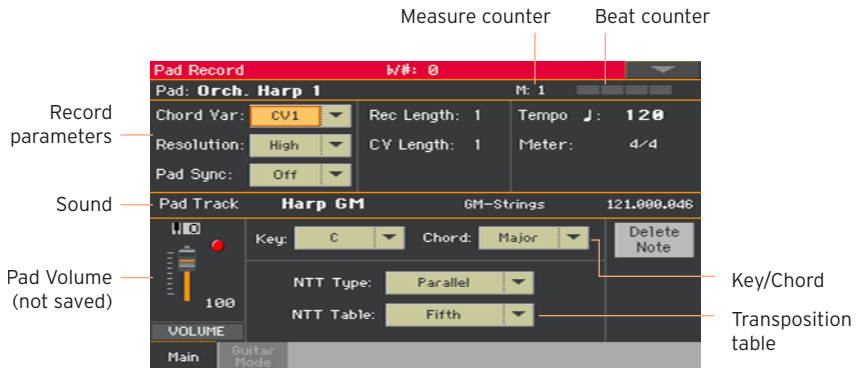 Measure counter Beat counter
Pad Record ♭/#: 0
Pad: Orch. Harp 1 M: 1
Record parameters
Chord Var: CV1 Rec Length: 1 Tempo ♩: 120
Resolution: High CV Length: 1 Meter: 4/4
Pad Sync: Off
Sound
Pad Track Harp GM GM-Strings 121.000.046
Key: C Chord: Major Delete Note
Pad Volume (not saved)
Key/Chord
NTT Type: Parallel
100
NTT Table: Fifth
Transposition table
VOLUME
Main Guitar Mode